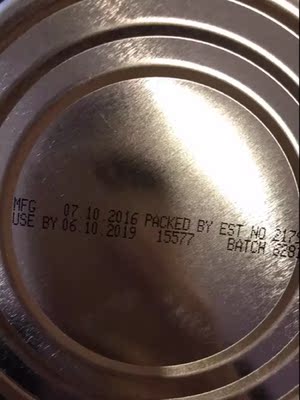 MFG 07 10.2016 PACKED BY EST NO
USE BY 06.10.2019 15577 BATCH